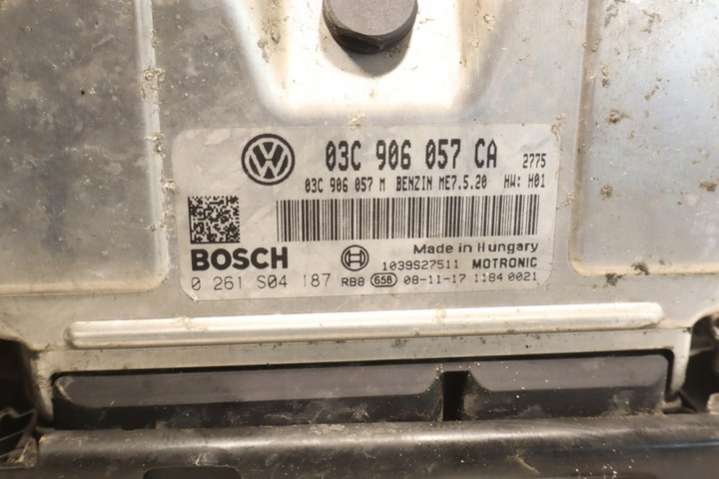 03C 906 057 CA 2775
03C 906 057 M BENZIN ME7.5.20 HW: H01
Made in Hungary
BOSCH 1039S27511 MOTRONIC
0 261 S04 187 RB8 658 08-11-17 1184 0021